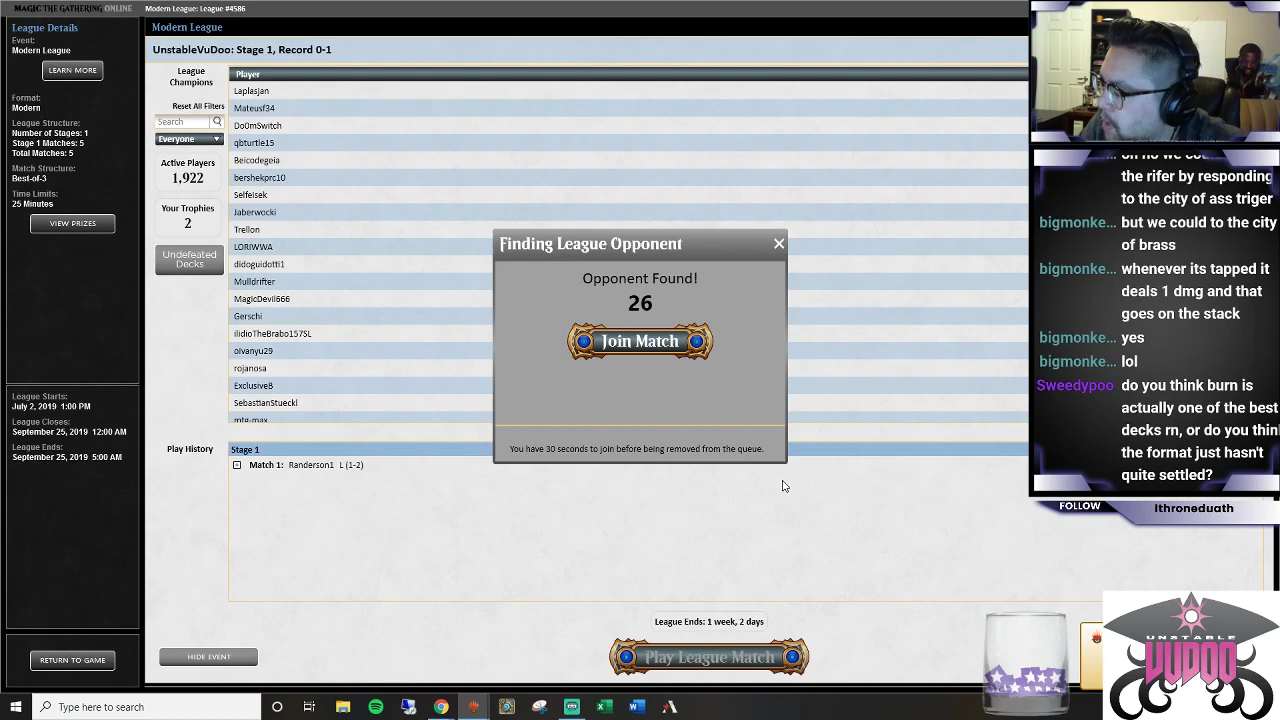 MAGIC THE GATHERING ONLINE
Modern League: League #4586
League Details
Event:
Modern League
LEARN MORE
Format:
Modern
League Structure:
Number of Stages: 1
Stage 1 Matches: 5
Total Matches: 5
Match Structure:
Best-of-3
Time Limits:
25 Minutes
VIEW PRIZES
League Starts:
July 2, 2019 1:00 PM
League Closes:
September 25, 2019 12:00 AM
League Ends:
September 25, 2019 5:00 AM
RETURN TO GAME
Modern League
UnstableVuDoo: Stage 1, Record 0-1
League
Champions
Reset All Filters
Search
Everyone
Active Players
1,922
Your Trophies
2
Undefeated
Decks
Player
Laplasjan
Mateusf34
Do0mSwitch
qbturtle15
Beicodegeia
bershekprc10
Selfeisek
Jaberwocki
Trellon
LORIWWA
didoguidotti1
Mulldrifter
MagicDevil666
Gerschi
ilidioTheBrabo157SL
oivanyu29
rojanosa
ExclusiveB
SebastianStueckl
mtg-max
Finding League Opponent
Opponent Found!
26
Join Match
You have 30 seconds to join before being removed from the queue.
Play History
Stage 1
Match 1: Randerson1 L (1-2)
League Ends: 1 week, 2 days
Play League Match
HIDE EVENT
the rifer by responding
to the city of ass triger
bigmonke... but we could to the city
of brass
bigmonke... whenever its tapped it
deals 1 dmg and that
goes on the stack
bigmonke... yes
bigmonke... lol
Sweedypoo do you think burn is
actually one of the best
decks rn, or do you think
the format just hasn't
quite settled?
FOLLOW
Ithroneduath
UNSTABLE
VUDOO
Type here to search